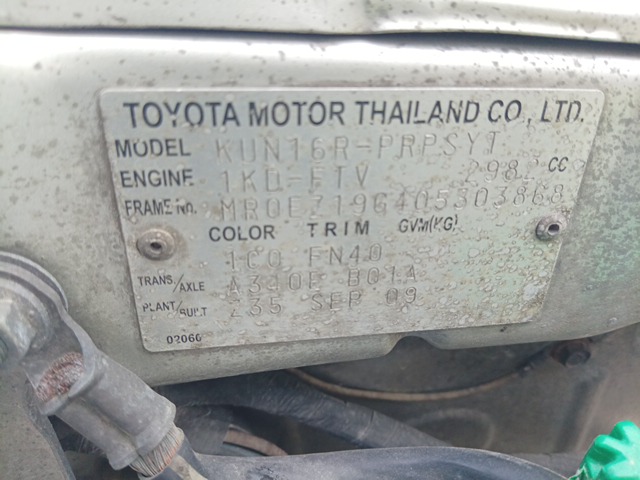 TOYOTA MOTOR THAILAND CO., LTD.
MODEL KUN16R-PRPSYT
ENGINE 1KD-FTV 2982 CC
FRAME No. MR0EZ19G405303868
COLOR TRIM GVM(KG)
1C0 FN40
TRANS/AXLE A340F B01A
PLANT/BUILT Z35 SEP 09
02066